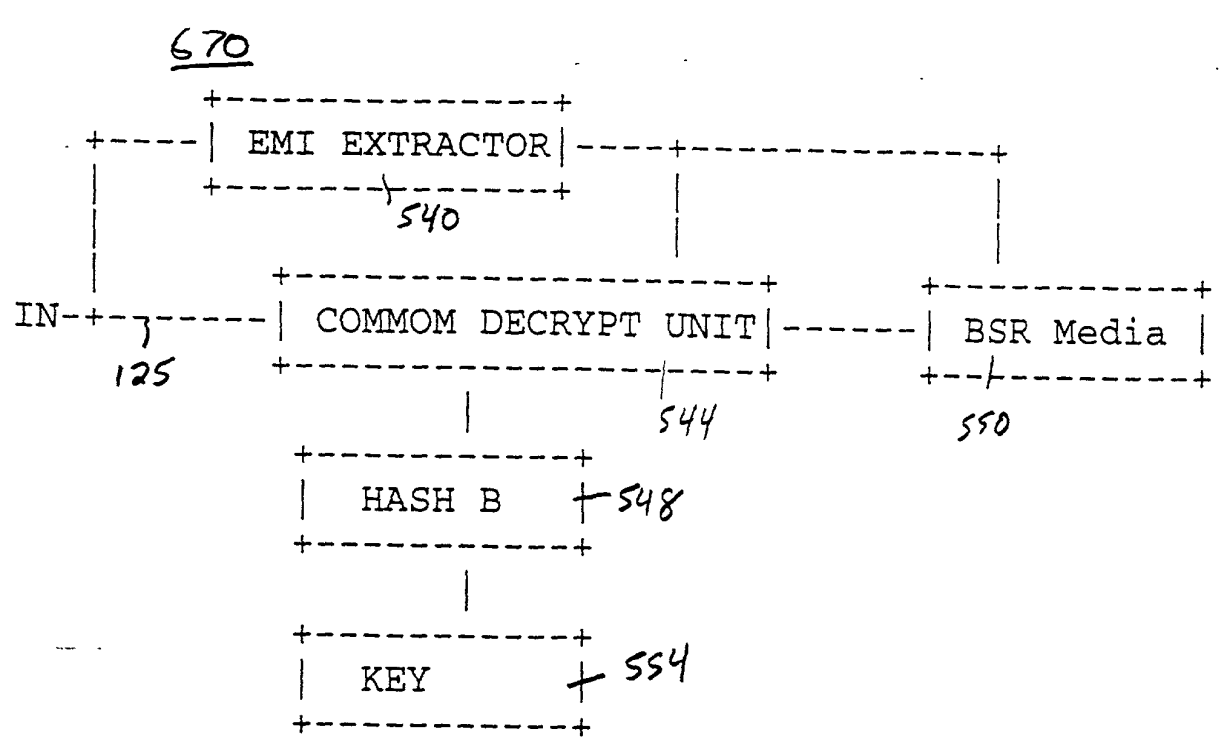 670
EMI EXTRACTOR
540
IN
COMMOM DECRYPT UNIT
BSR Media
125
544
550
HASH B
548
KEY
554